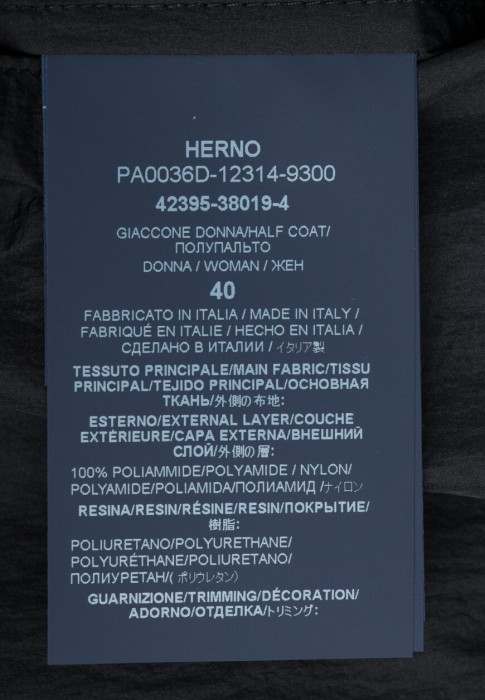 HERNO
PA0036D-12314-9300
42395-38019-4
GIACCONE DONNA/HALF COAT/
ПОЛУПАЛЬТО
DONNA / WOMAN / ЖЕН
40
FABBRICATO IN ITALIA / MADE IN ITALY /
FABRIQUÉ EN ITALIE / HECHO EN ITALIA /
СДЕЛАНО В ИТАЛИИ / イタリア製
TESSUTO PRINCIPALE/MAIN FABRIC/TISSU
PRINCIPAL/TEJIDO PRINCIPAL/ОСНОВНАЯ
ТКАНЬ/外側の布地:
ESTERNO/EXTERNAL LAYER/COUCHE
EXTÉRIEURE/CAPA EXTERNA/ВНЕШНИЙ
СЛОЙ/外側の層:
100% POLIAMMIDE/POLYAMIDE / NYLON/
POLYAMIDE/POLIAMIDA/ПОЛИАМИД /ナイロン
RESINA/RESIN/RÉSINE/RESIN/ПОКРЫТИЕ/
樹脂:
POLIURETANO/POLYURETHANE/
POLYURÉTHANE/POLIURETANO/
ПОЛИУРЕТАН/( ポリウレタン)
GUARNIZIONE/TRIMMING/DÉCORATION/
ADORNO/ОТДЕЛКА/トリミング: